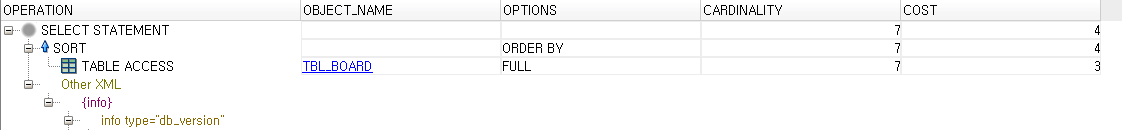 OPERATION OBJECT_NAME OPTIONS CARDINALITY COST
SELECT STATEMENT 7 4
SORT ORDER BY 7 4
TABLE ACCESS TBL_BOARD FULL 7 3
Other XML
{info}
info type="db_version"